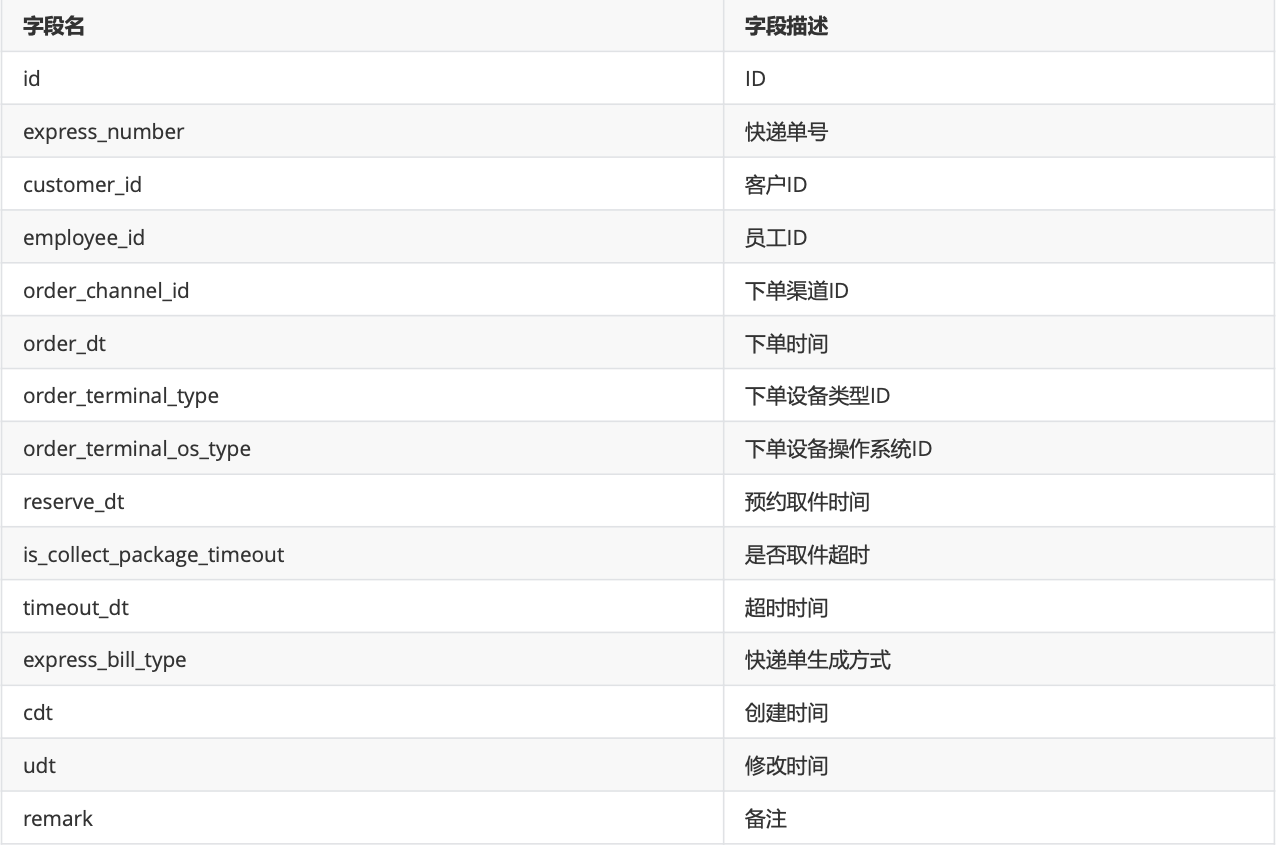 字段名 字段描述
id ID
express_number 快递单号
customer_id 客户ID
employee_id 员工ID
order_channel_id 下单渠道ID
order_dt 下单时间
order_terminal_type 下单设备类型ID
order_terminal_os_type 下单设备操作系统ID
reserve_dt 预约取件时间
is_collect_package_timeout 是否取件超时
timeout_dt 超时时间
express_bill_type 快递单生成方式
cdt 创建时间
udt 修改时间
remark 备注